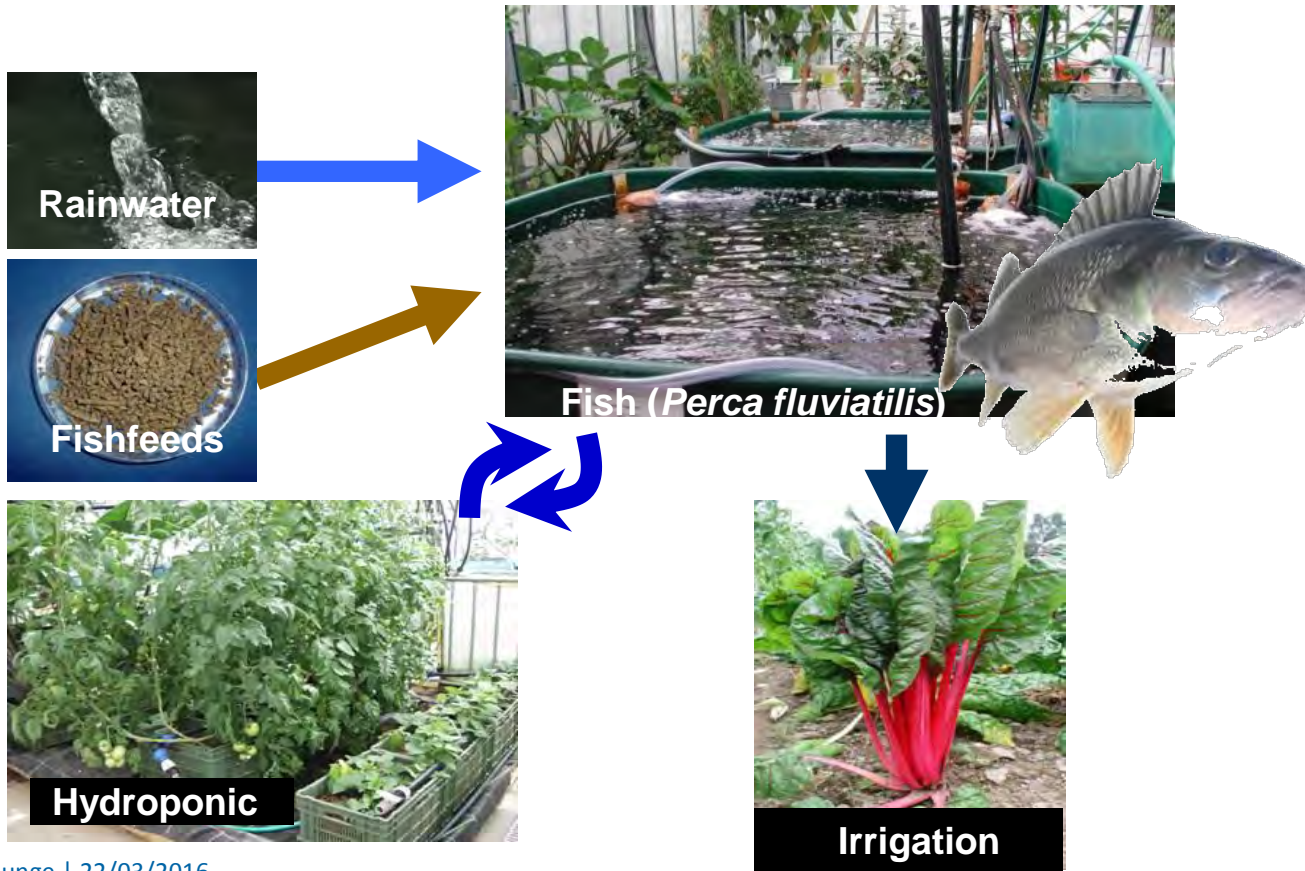 Rainwater
Fishfeeds
Fish (Perca fluviatilis)
Hydroponic
Irrigation
| 22/03/2016